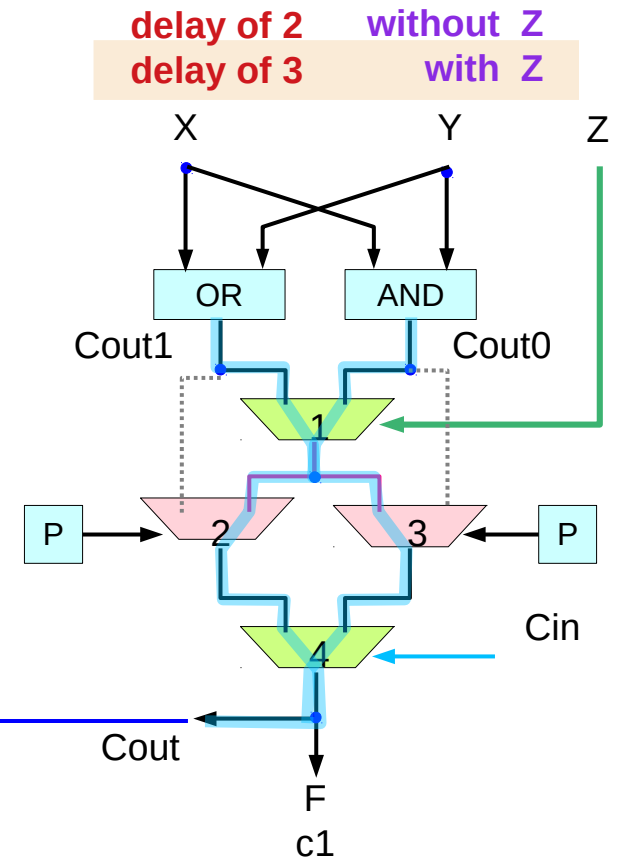 delay of 2 without Z
delay of 3 with Z
X Y Z
OR AND
Cout1 Cout0
1
P 2 3 P
Cin
4
Cout
F
c1